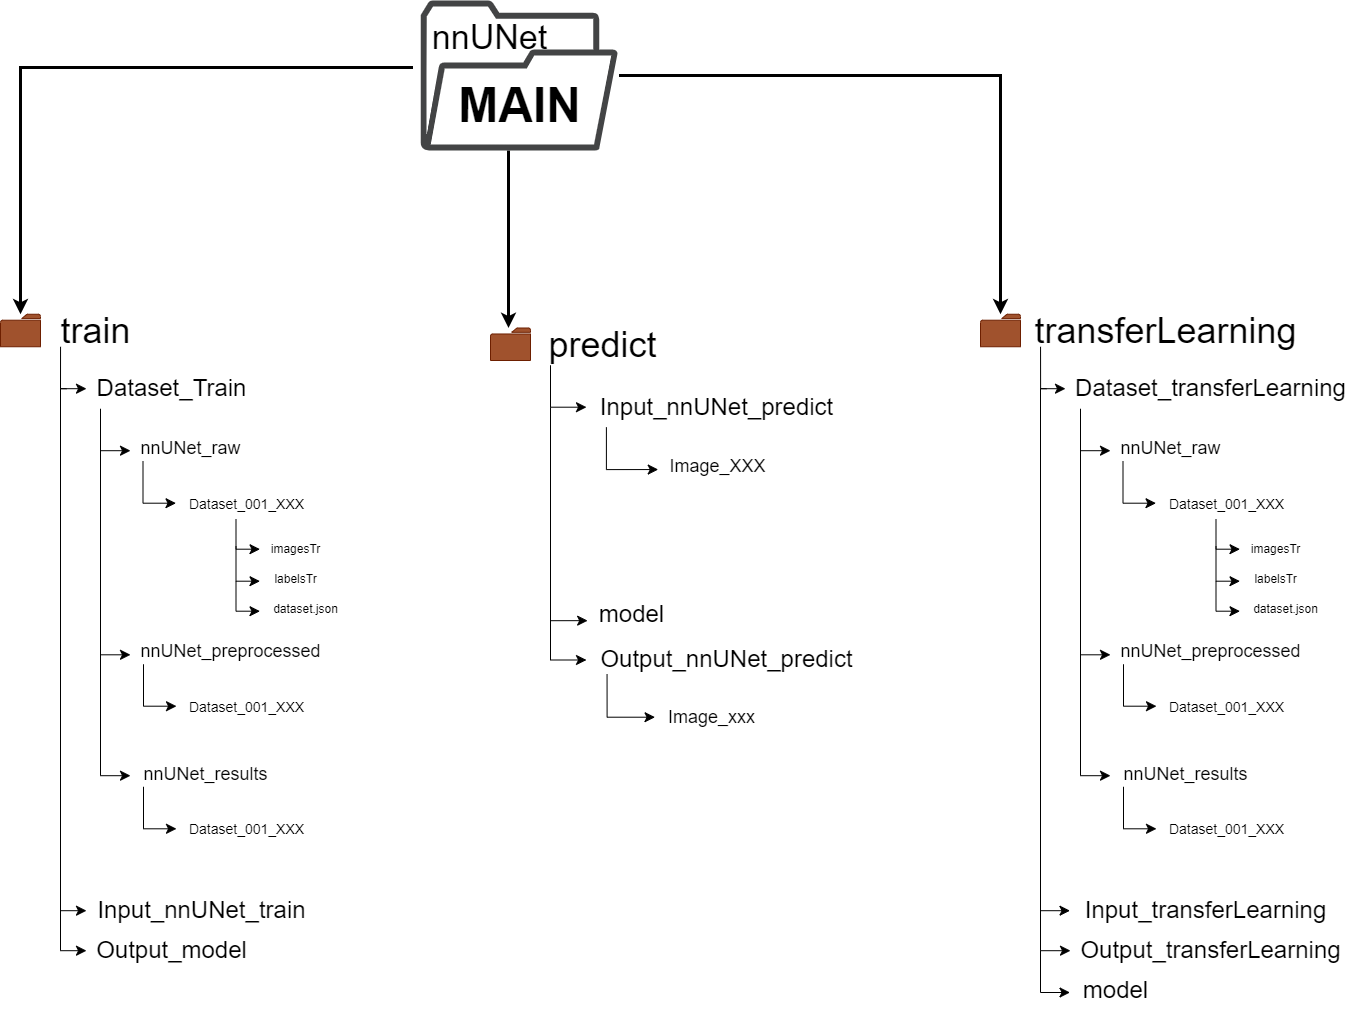 nnUNet
MAIN
train
Dataset_Train
nnUNet_raw
Dataset_001_XXX
imagesTr
labelsTr
dataset.json
nnUNet_preprocessed
Dataset_001_XXX
nnUNet_results
Dataset_001_XXX
Input_nnUNet_train
Output_model
predict
Input_nnUNet_predict
Image_XXX
model
Output_nnUNet_predict
Image_xxx
transferLearning
Dataset_transferLearning
nnUNet_raw
Dataset_001_XXX
imagesTr
labelsTr
dataset.json
nnUNet_preprocessed
Dataset_001_XXX
nnUNet_results
Dataset_001_XXX
Input_transferLearning
Output_transferLearning
model